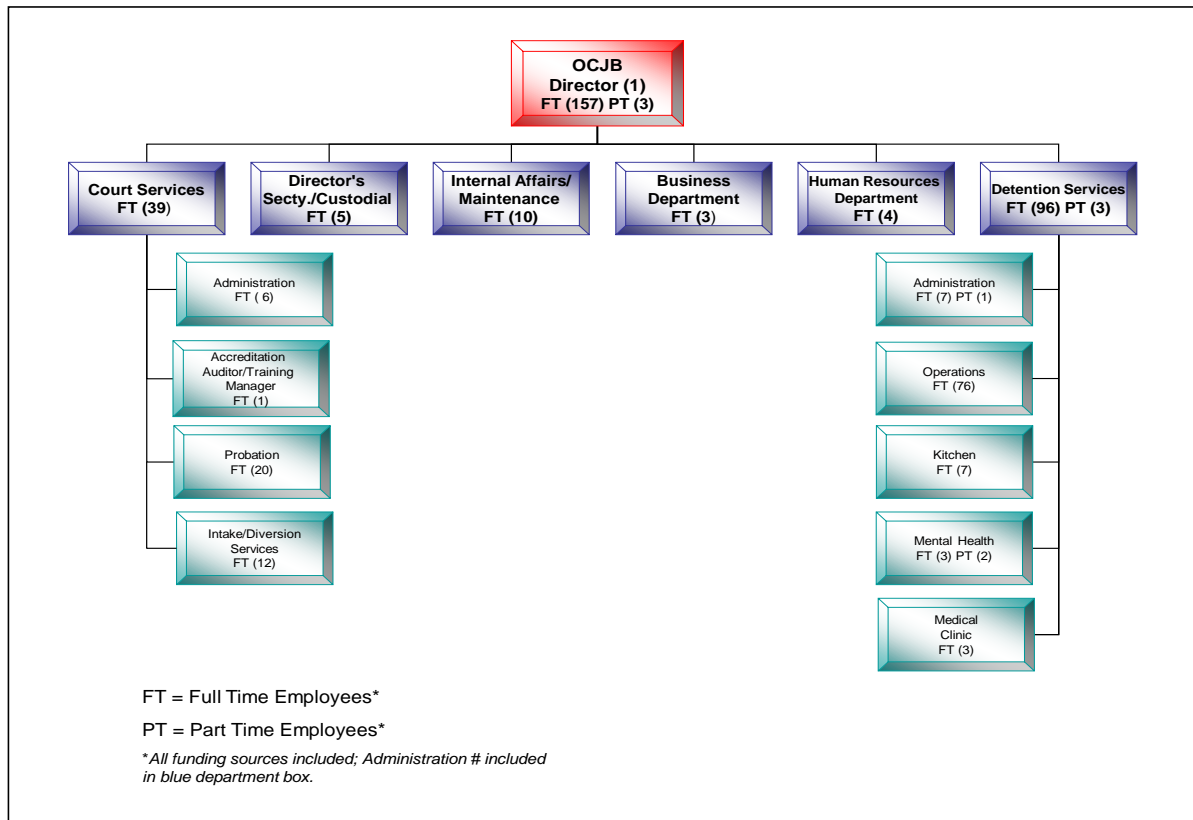 OCJB
Director (1)
FT (157) PT (3)
Court Services
FT (39)
Director's
Secty./Custodial
FT (5)
Internal Affairs/
Maintenance
FT (10)
Business
Department
FT (3)
Human Resources
Department
FT (4)
Detention Services
FT (96) PT (3)
Administration
FT ( 6)
Accreditation
Auditor/Training
Manager
FT (1)
Probation
FT (20)
Intake/Diversion
Services
FT (12)
Administration
FT (7) PT (1)
Operations
FT (76)
Kitchen
FT (7)
Mental Health
FT (3) PT (2)
Medical
Clinic
FT (3)
FT = Full Time Employees*
PT = Part Time Employees*
*All funding sources included; Administration # included
in blue department box.